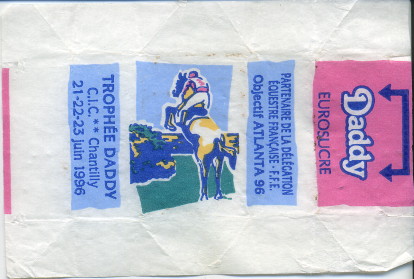 Daddy
EUROSUCRE
PARTENAIRE DE LA DÉLÉGATION
ÉQUESTRE FRANÇAISE - F.F.E.
Objectif ATLANTA 96
TROPHÉE DADDY
C.I.C. ** Chantilly
21-22-23 juin 1996